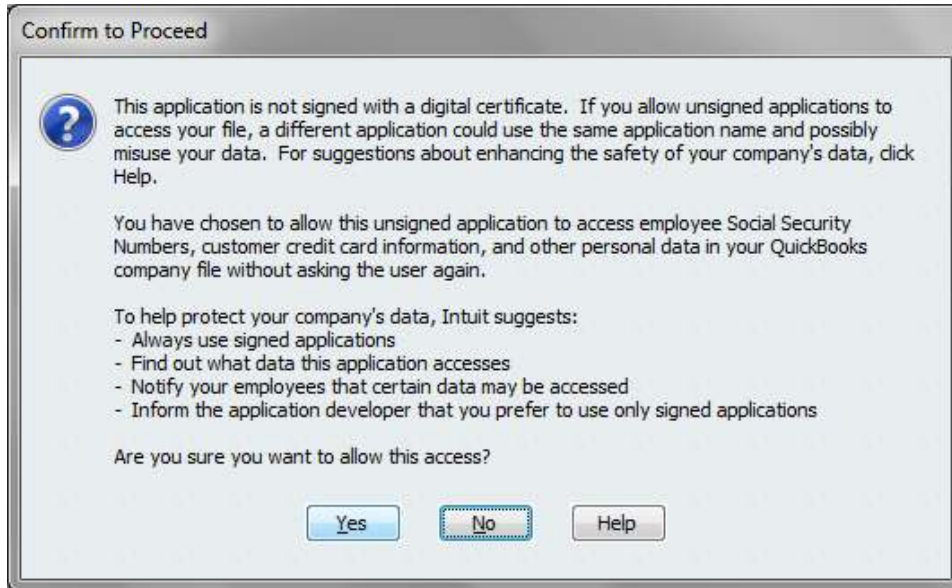 Confirm to Proceed
This application is not signed with a digital certificate.  If you allow unsigned applications to
access your file, a different application could use the same application name and possibly
misuse your data.  For suggestions about enhancing the safety of your company's data, click
Help.
You have chosen to allow this unsigned application to access employee Social Security
Numbers, customer credit card information, and other personal data in your QuickBooks
company file without asking the user again.
To help protect your company's data, Intuit suggests:
- Always use signed applications
- Find out what data this application accesses
- Notify your employees that certain data may be accessed
- Inform the application developer that you prefer to use only signed applications
Are you sure you want to allow this access?
Yes No Help